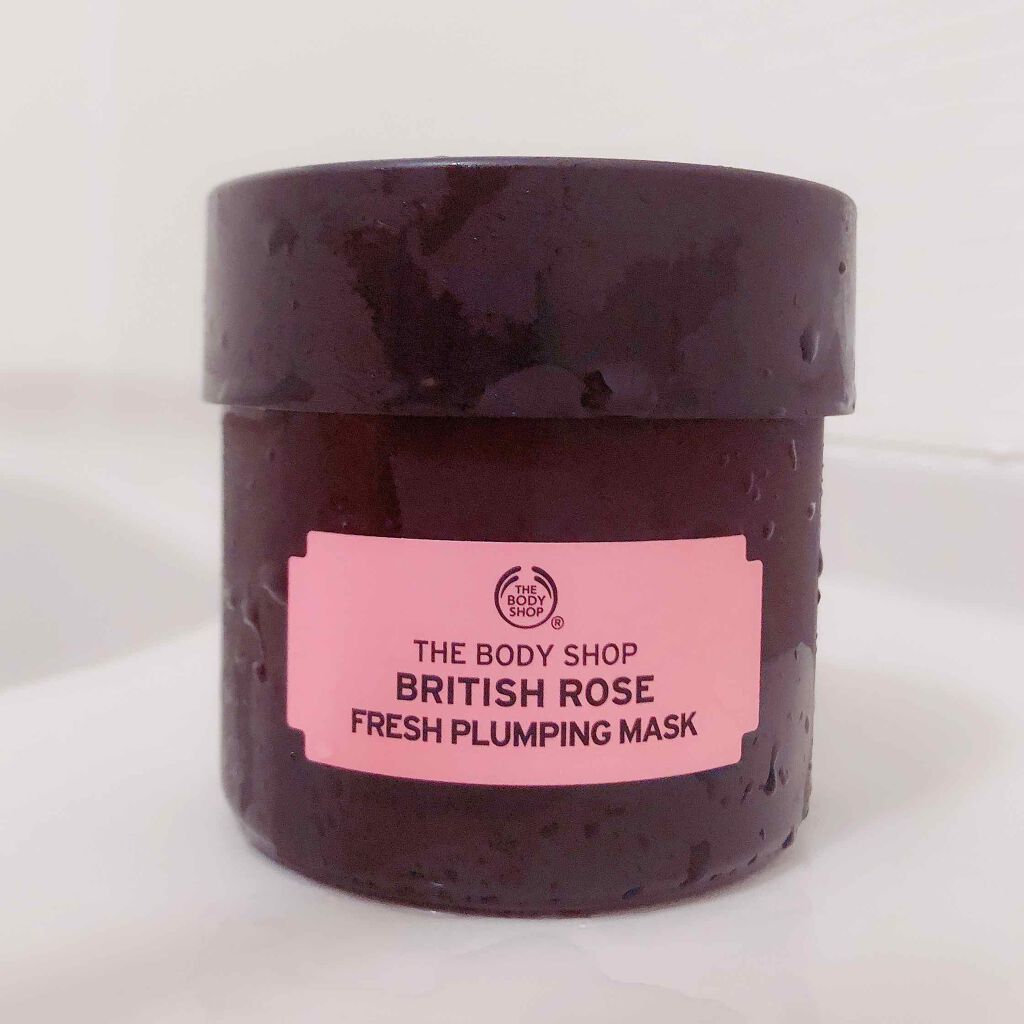 THE
BODY
SHOP
®
THE BODY SHOP
BRITISH ROSE
FRESH PLUMPING MASK